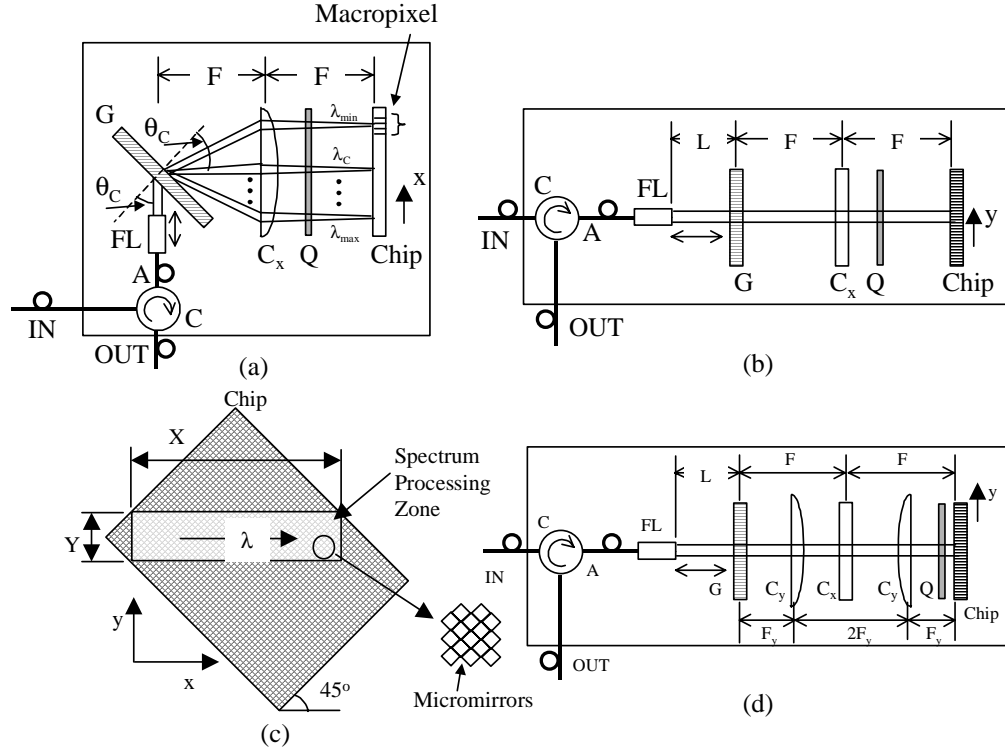 Macropixel
F
F
G
θC
θC
λmin
λC
λmax
x
FL
A
Cx
Q
Chip
C
IN
OUT
(a)
L
F
F
C
FL
IN
A
G
Cx
Q
Chip
y
OUT
(b)
Chip
X
Spectrum
Processing
Zone
Y
λ
y
x
45o
Micromirrors
(c)
L
F
F
y
C
FL
IN
A
G
Cy
Cx
Cy
Q
Chip
Fy
2Fy
Fy
OUT
(d)